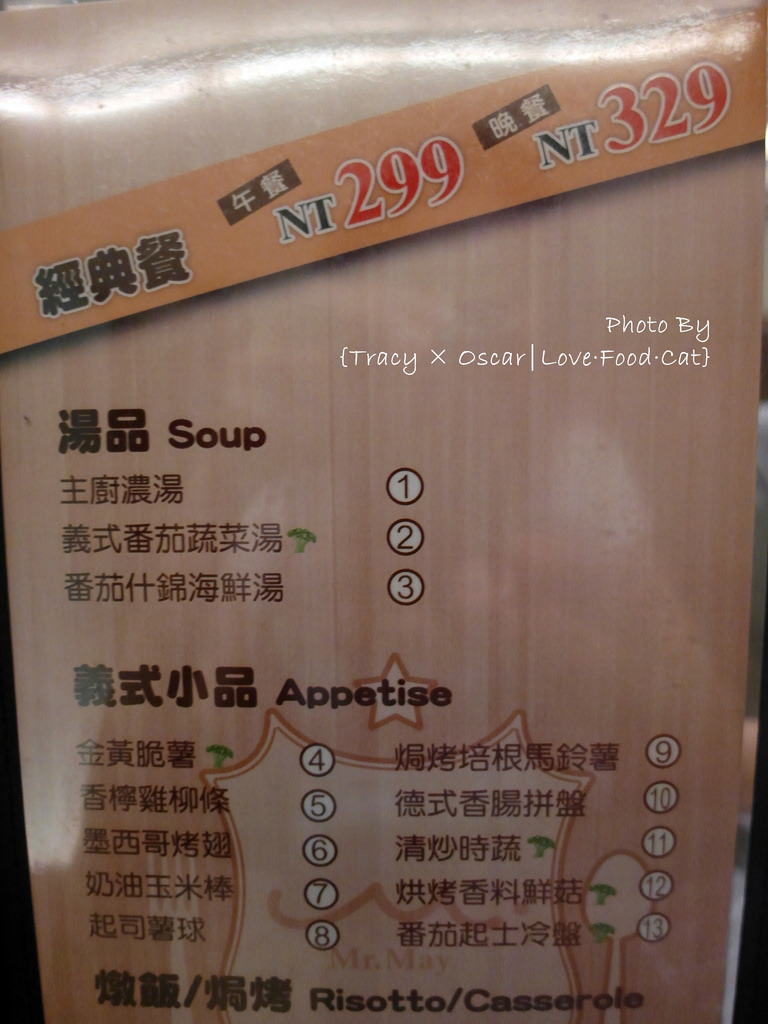 經典餐 午餐 NT 299 晚餐 NT 329
Photo By
{Tracy × Oscar|Love·Food·Cat}
湯品 Soup
主廚濃湯 ①
義式番茄蔬菜湯 ②
番茄什錦海鮮湯 ③
義式小品 Appetise
金黃脆薯 ④ 焗烤培根馬鈴薯 ⑨
香檸雞柳條 ⑤ 德式香腸拼盤 ⑩
墨西哥烤翅 ⑥ 清炒時蔬 ⑪
奶油玉米棒 ⑦ 烘烤香料鮮菇 ⑫
起司薯球 ⑧ 番茄起士冷盤 ⑬
Mr. May
燉飯/焗烤 Risotto/Casserole